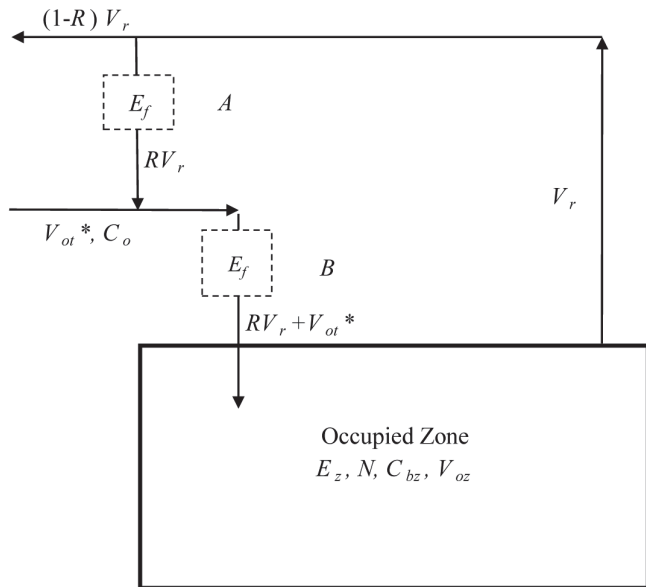 (1-R) V_r
E_f
A
RV_r
V_r
V_ot *, C_o
E_f
B
RV_r + V_ot *
Occupied Zone
E_z , N, C_bz , V_oz